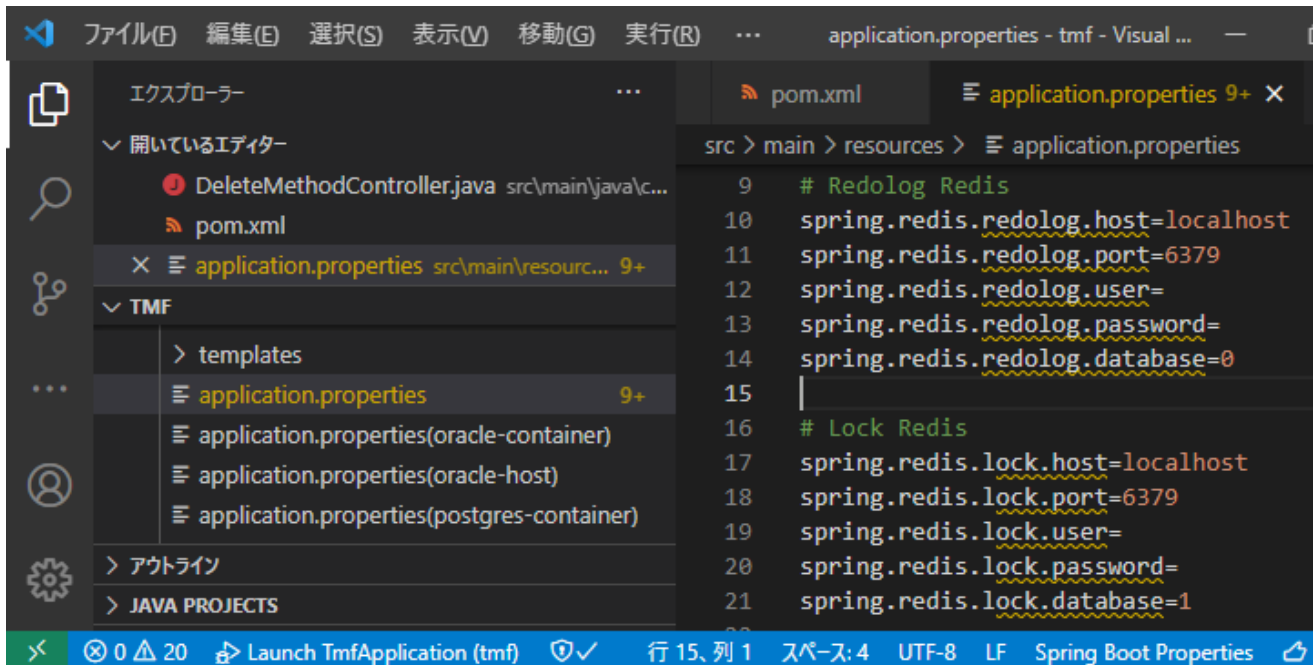 ファイル(F) 編集(E) 選択(S) 表示(V) 移動(G) 実行(R) ··· application.properties - tmf - Visual ...
エクスプローラー ···
開いているエディター
DeleteMethodController.java src\main\java\c...
pom.xml
application.properties src\main\resourc... 9+
TMF
templates
application.properties 9+
application.properties(oracle-container)
application.properties(oracle-host)
application.properties(postgres-container)
アウトライン
JAVA PROJECTS
pom.xml application.properties 9+
src > main > resources > application.properties
9 # Redolog Redis
10 spring.redis.redolog.host=localhost
11 spring.redis.redolog.port=6379
12 spring.redis.redolog.user=
13 spring.redis.redolog.password=
14 spring.redis.redolog.database=0
15
16 # Lock Redis
17 spring.redis.lock.host=localhost
18 spring.redis.lock.port=6379
19 spring.redis.lock.user=
20 spring.redis.lock.password=
21 spring.redis.lock.database=1
0 20 Launch TmfApplication (tmf) 行 15、列 1 スペース: 4 UTF-8 LF Spring Boot Properties